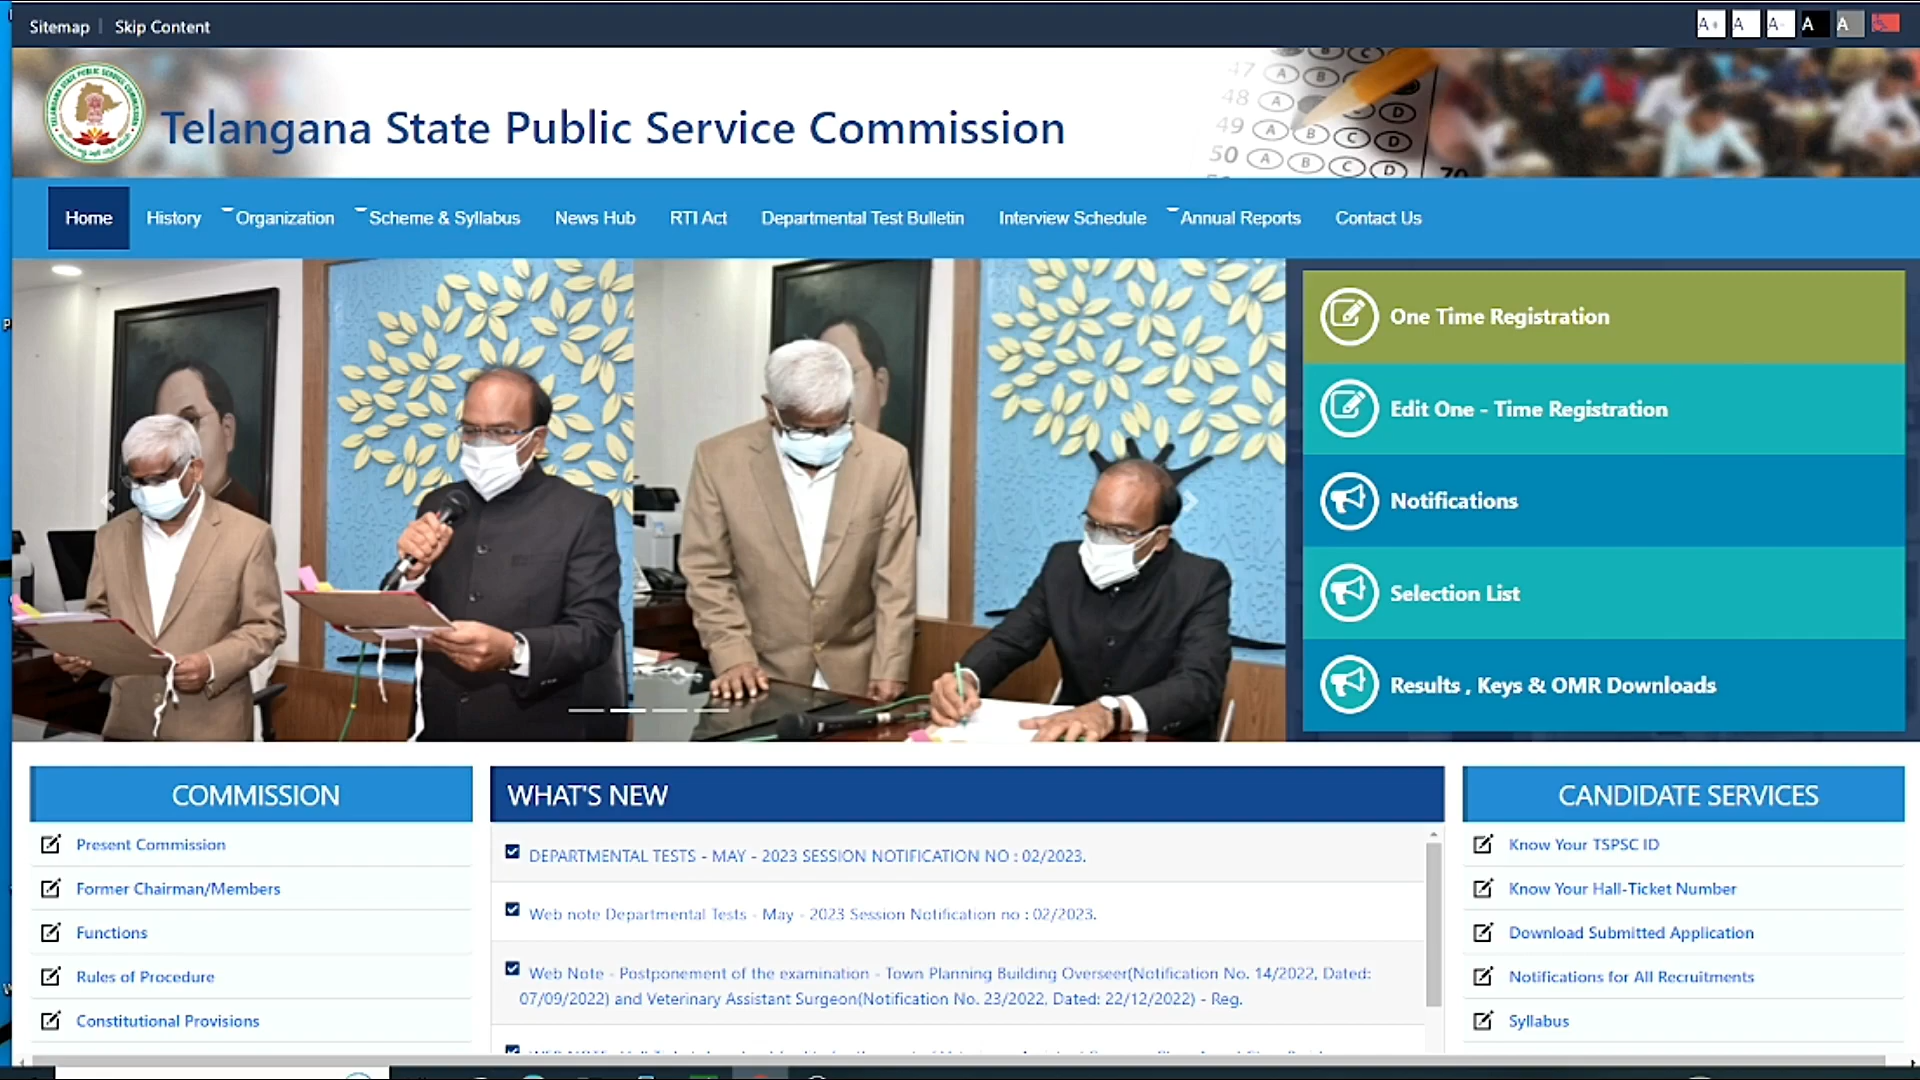 Sitemap | Skip Content
A+ A A- A A
Telangana State Public Service Commission
47 A B C
48 A C D
49 A B C D
50 A B C D
70
Home History Organization Scheme & Syllabus News Hub RTI Act Departmental Test Bulletin Interview Schedule Annual Reports Contact Us
One Time Registration
Edit One - Time Registration
Notifications
Selection List
Results , Keys & OMR Downloads
COMMISSION
Present Commission
Former Chairman/Members
Functions
Rules of Procedure
Constitutional Provisions
WHAT'S NEW
DEPARTMENTAL TESTS - MAY - 2023 SESSION NOTIFICATION NO : 02/2023.
Web note Departmental Tests - May - 2023 Session Notification no : 02/2023.
Web Note - Postponement of the examination - Town Planning Building Overseer(Notification No. 14/2022, Dated:
07/09/2022) and Veterinary Assistant Surgeon(Notification No. 23/2022, Dated: 22/12/2022) - Reg.
CANDIDATE SERVICES
Know Your TSPSC ID
Know Your Hall-Ticket Number
Download Submitted Application
Notifications for All Recruitments
Syllabus